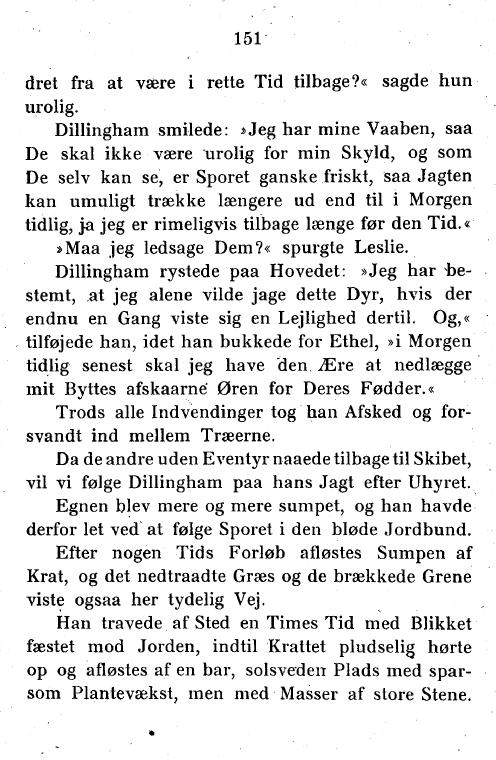 151
dret fra at være i rette Tid tilbage?« sagde hun
urolig.
Dillingham smilede: »Jeg har mine Vaaben, saa
De skal ikke være urolig for min Skyld, og som
De selv kan se, er Sporet ganske friskt, saa Jagten
kan umuligt trække længere ud end til i Morgen
tidlig, ja jeg er rimeligvis tilbage længe før den Tid.«
»Maa jeg ledsage Dem?« spurgte Leslie.
Dillingham rystede paa Hovedet: »Jeg har be-
stemt, at jeg alene vilde jage dette Dyr, hvis der
endnu en Gang viste sig en Lejlighed dertil. Og,«
tilføjede han, idet han bukkede for Ethel, »i Morgen
tidlig senest skal jeg have den Ære at nedlægge
mit Byttes afskaarne Øren for Deres Fødder.«
Trods alle Indvendinger tog han Afsked og for-
svandt ind mellem Træerne.
Da de andre uden Eventyr naaede tilbage til Skibet,
vil vi følge Dillingham paa hans Jagt efter Uhyret.
Egnen blev mere og mere sumpet, og han havde
derfor let ved at følge Sporet i den bløde Jordbund.
Efter nogen Tids Forløb afløstes Sumpen af
Krat, og det nedtraadte Græs og de brækkede Grene
viste ogsaa her tydelig Vej.
Han travede af Sted en Times Tid med Blikket
fæstet mod Jorden, indtil Krattet pludselig hørte
op og afløstes af en bar, solsveden Plads med spar-
som Plantevækst, men med Masser af store Stene.